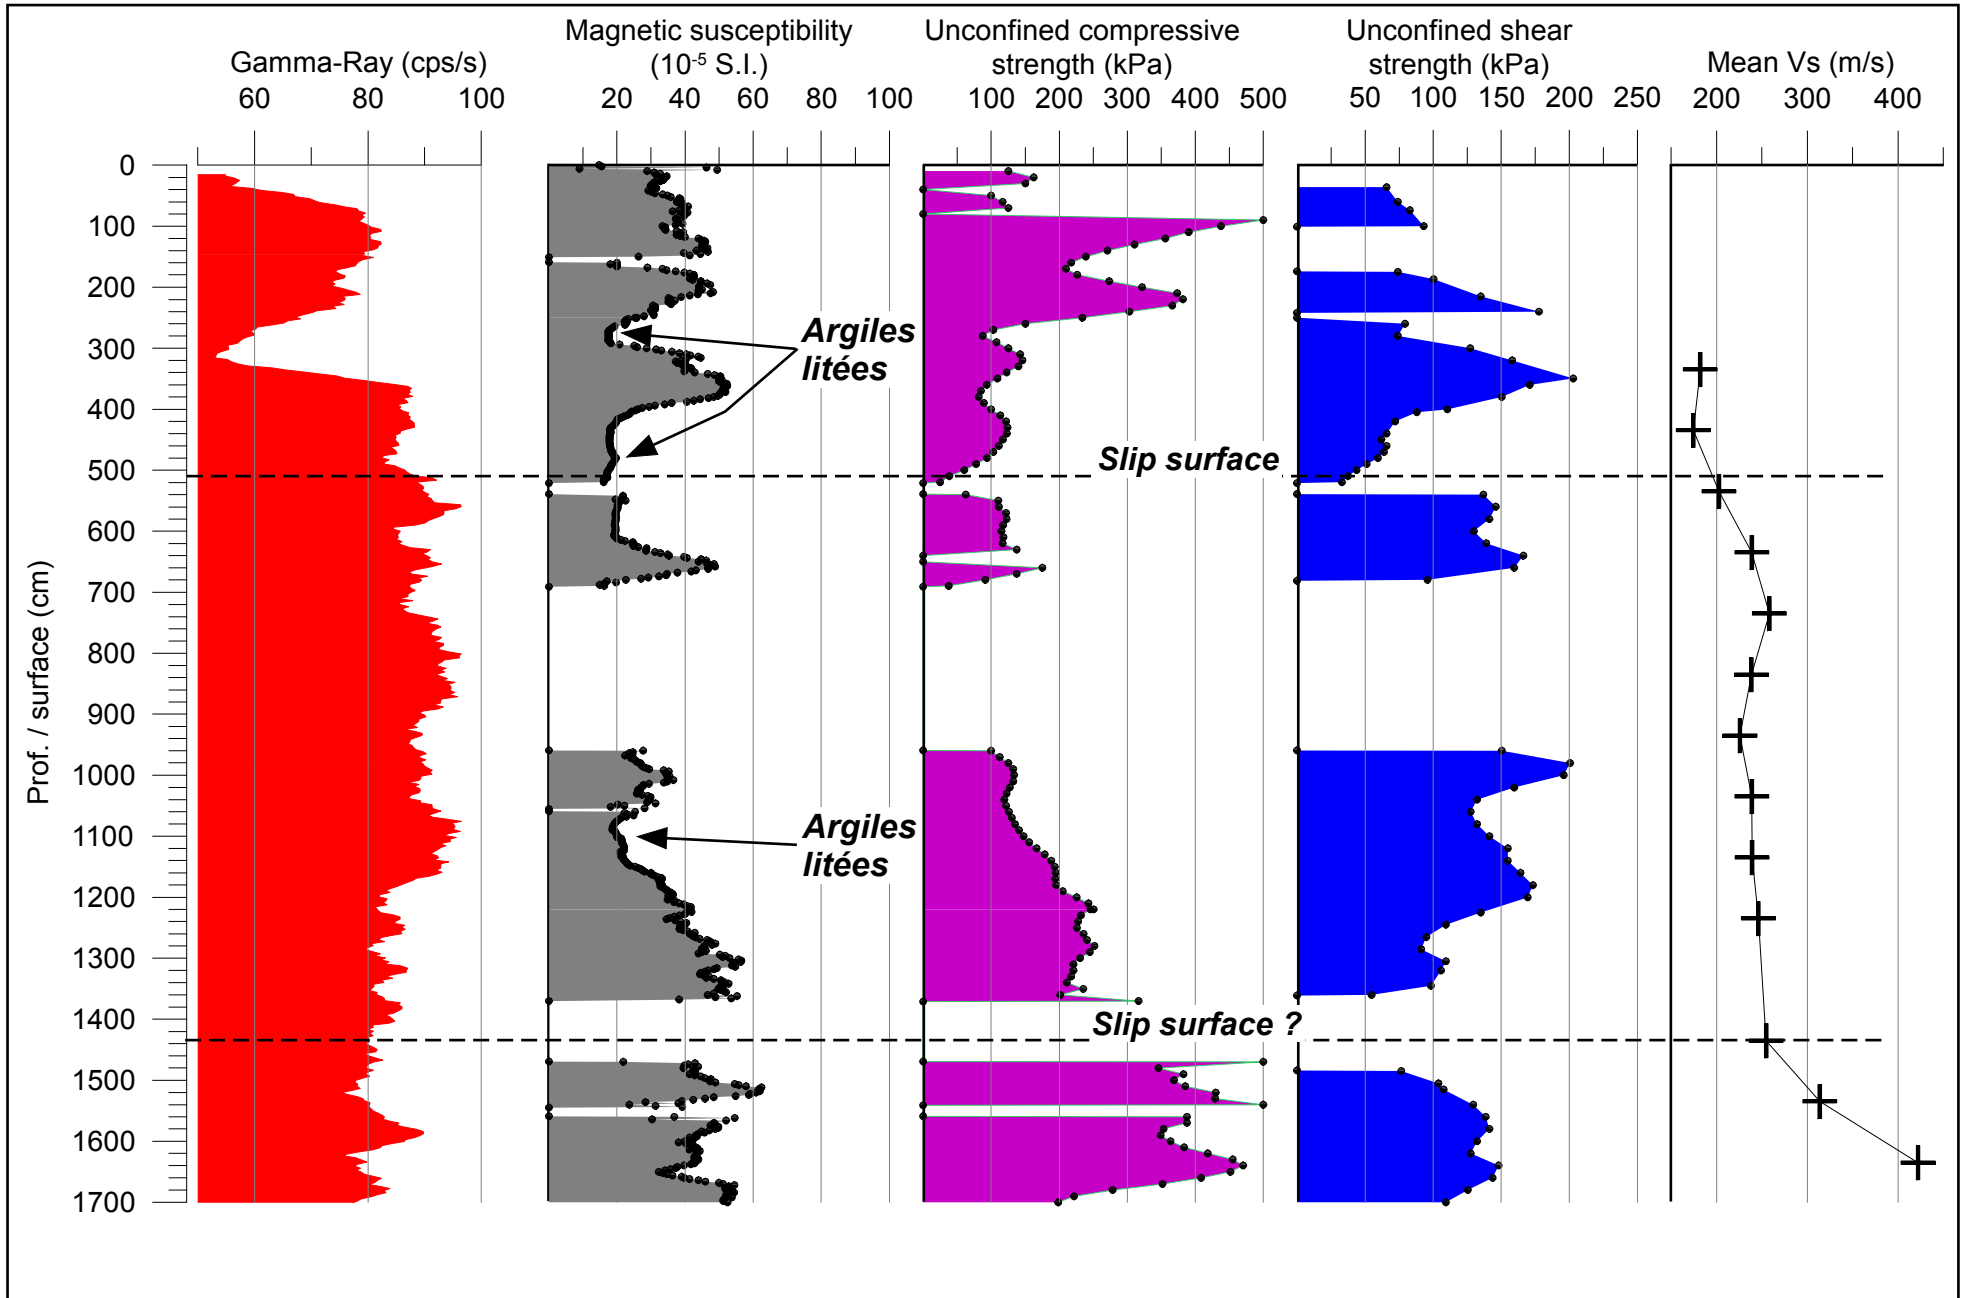 Gamma-Ray (cps/s)
60 80 100
Magnetic susceptibility
(10-5 S.I.)
20 40 60 80 100
Unconfined compressive
strength (kPa)
100 200 300 400 500
Unconfined shear
strength (kPa)
50 100 150 200 250
Mean Vs (m/s)
200 300 400
Prof. / surface (cm)
0
100
200
300
400
500
600
700
800
900
1000
1100
1200
1300
1400
1500
1600
1700
Argiles
litées
Slip surface
Argiles
litées
Slip surface ?